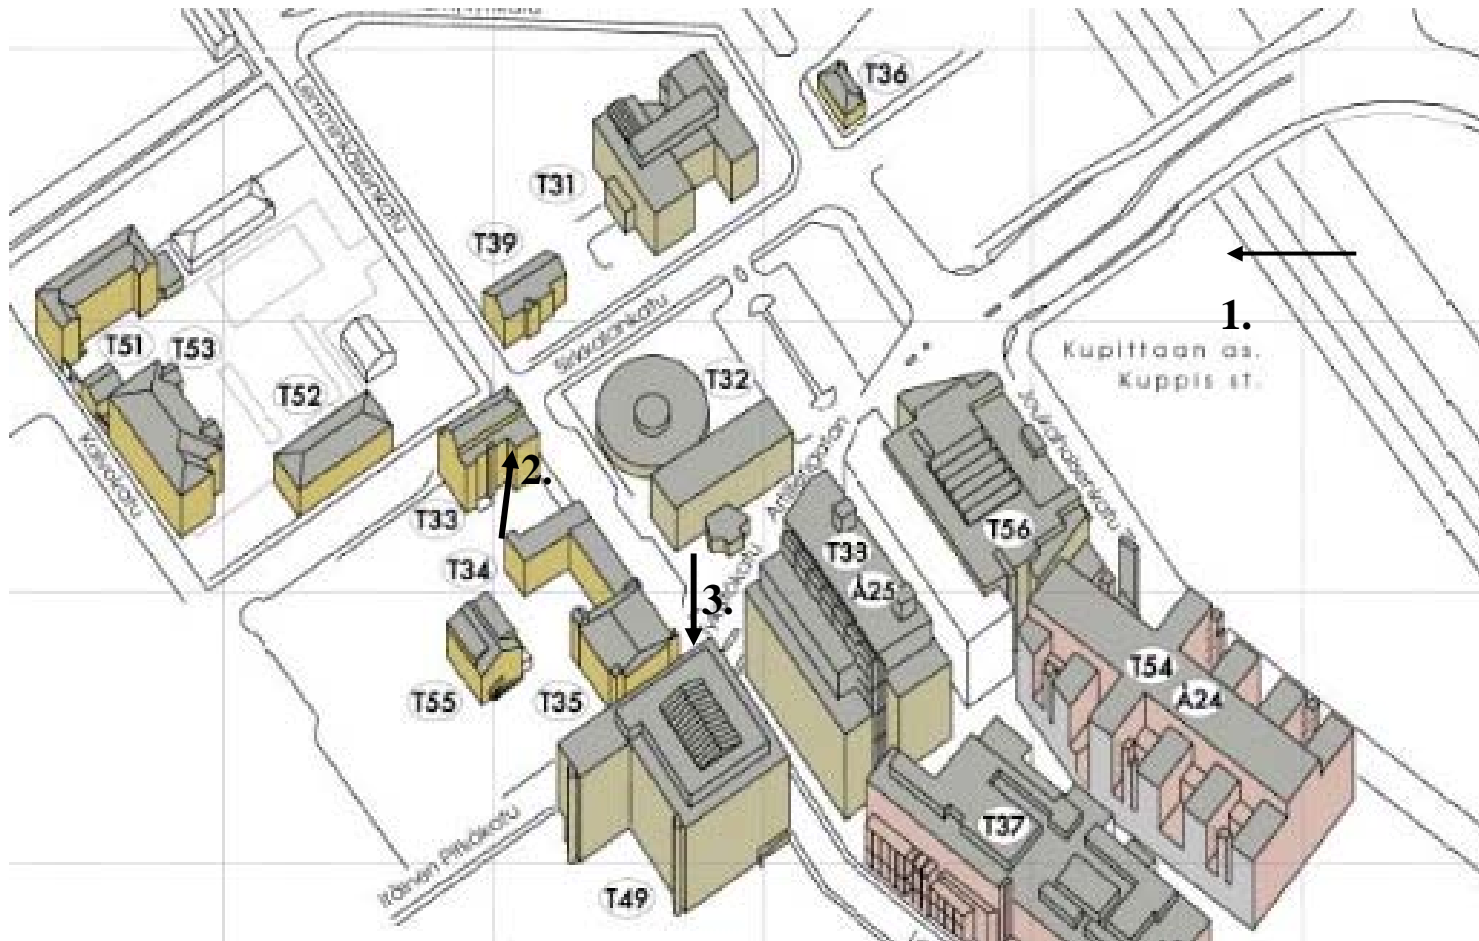 T36
T31
Lemminkäisenkatu
T39
1.
Sirkkalankatu
Kupittaan as.
Kuppis st.
T51
T53
T32
T52
Joukahaisenkatu
Kaivokatu
2.
T33
T56
T33
T34
Å25
3.
T54
T55
T35
Å24
T37
Itäinen Pitkäkatu
T49